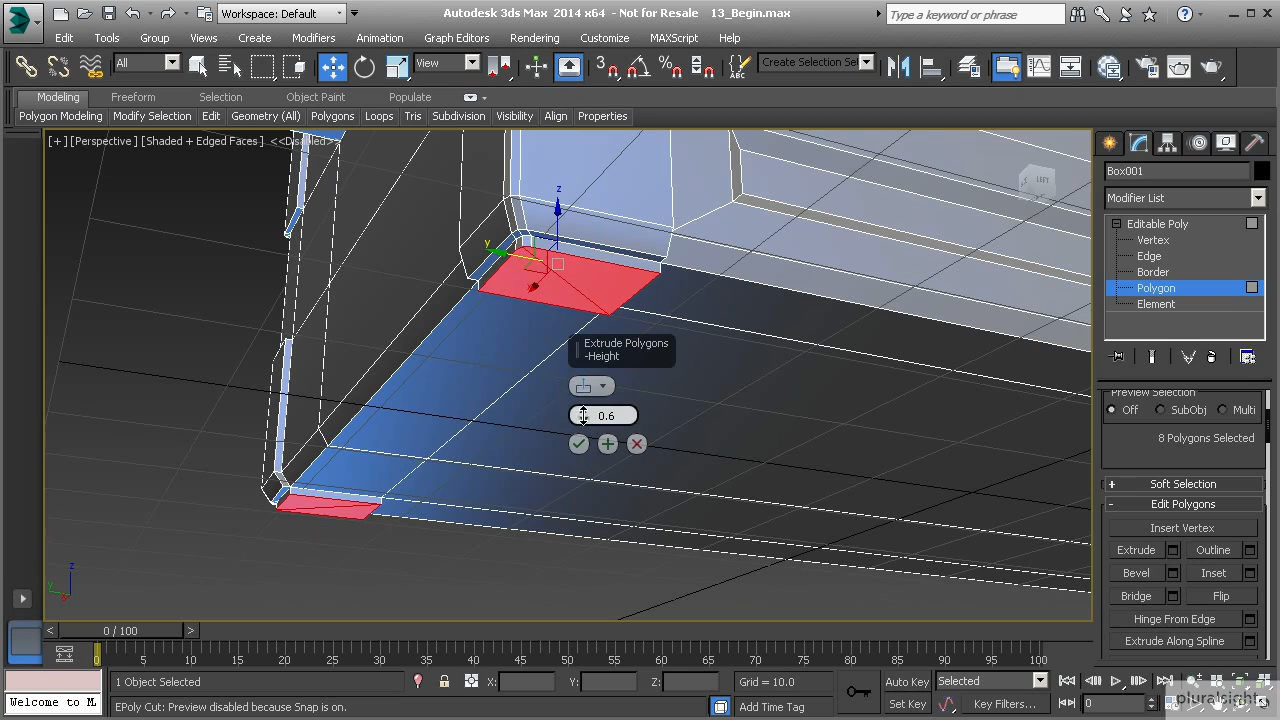 Workspace: Default
Autodesk 3ds Max 2014 x64 - Not for Resale 13_Begin.max
Type a keyword or phrase
Edit Tools Group Views Create Modifiers Animation Graph Editors Rendering Customize MAXScript Help
All
View
3
Create Selection Se
Modeling Freeform Selection Object Paint Populate
Polygon Modeling Modify Selection Edit Geometry (All) Polygons Loops Tris Subdivision Visibility Align Properties
[+][Perspective][Shaded + Edged Faces] <<Disabled>>
LEFT
Box001
Modifier List
Editable Poly
Vertex
Edge
Border
Polygon
Element
z
y
Extrude Polygons
-Height
0.6
Preview Selection
Off SubObj Multi
8 Polygons Selected
+ Soft Selection
- Edit Polygons
Insert Vertex
Extrude Outline
Bevel Inset
Bridge Flip
Hinge From Edge
Extrude Along Spline
z
y
< 0 / 100 >
0 5 10 15 20 25 30 35 40 45 50 55 60 65 70 75 80 85 90 95 100
1 Object Selected X: Y: Z: Grid = 10.0 Auto Key Selected
Welcome to M
EPoly Cut: Preview disabled because Snap is on. Add Time Tag Set Key Key Filters... 0
pluralsight